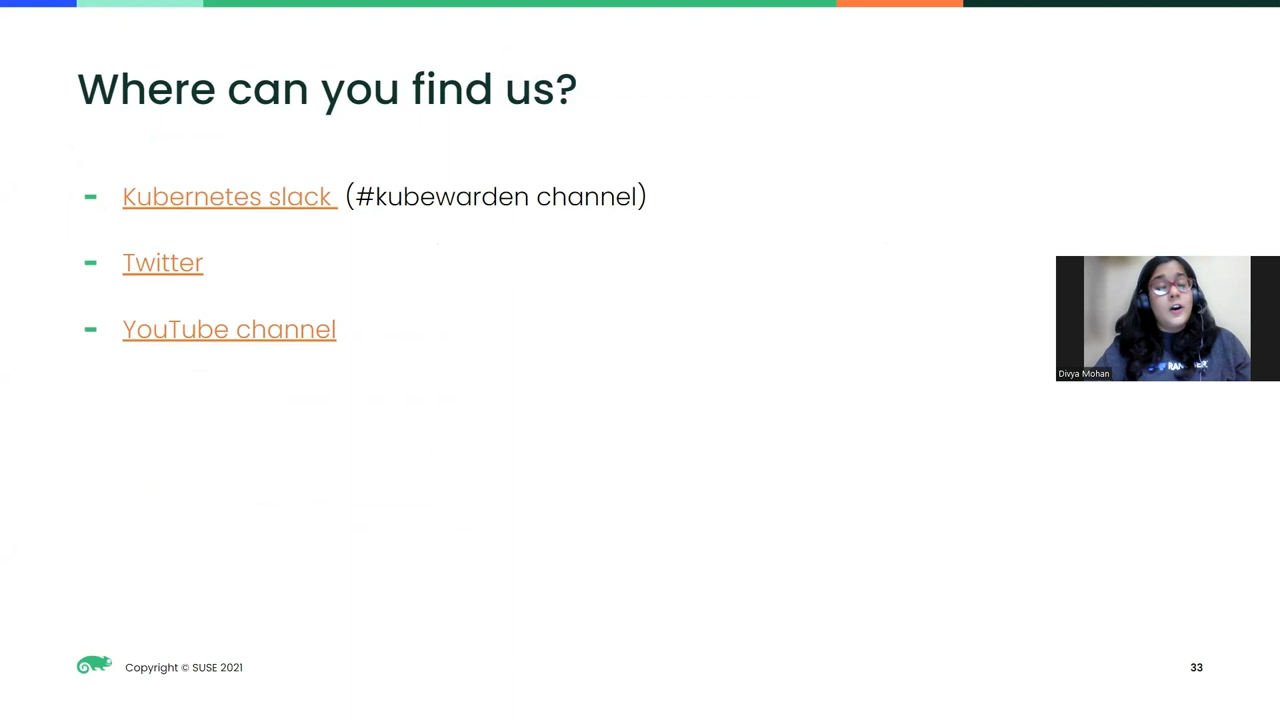 Where can you find us?
- Kubernetes slack (#kubewarden channel)
- Twitter
- YouTube channel
Divya Mohan
Copyright © SUSE 2021
33